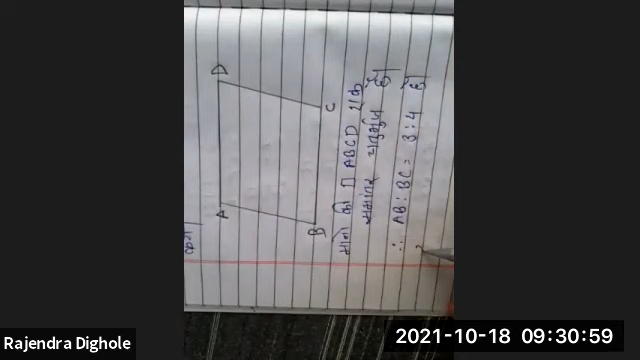 D
A
C
B
मानो की □ ABCD एक
समांतर चतुर्भुज है|
∴ AB : BC = 3 : 4 है|
Rajendra Dighole
2021-10-18 09:30:59